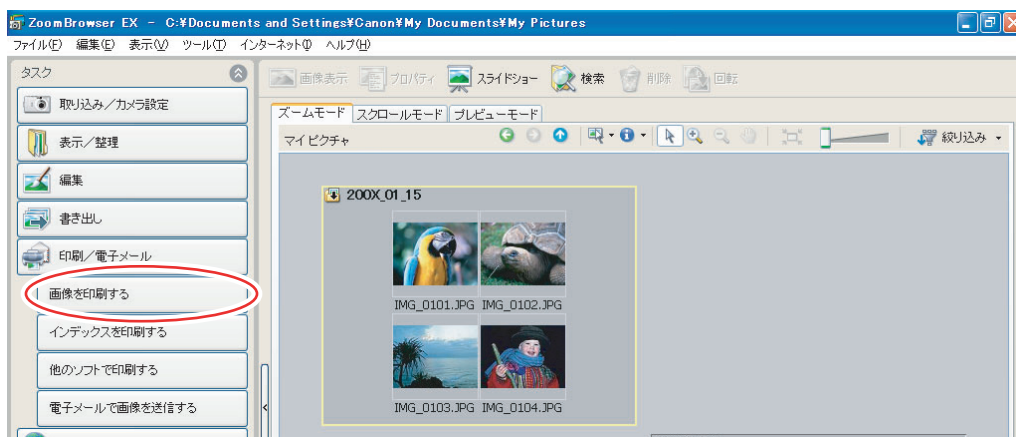 ZoomBrowser EX － C:¥Documents and Settings¥Canon¥My Documents¥My Pictures
ファイル(F) 編集(E) 表示(V) ツール(T) インターネット(I) ヘルプ(H)
タスク
取り込み／カメラ設定
表示／整理
編集
書き出し
印刷／電子メール
画像を印刷する
インデックスを印刷する
他のソフトで印刷する
電子メールで画像を送信する
画像表示 プロパティ スライドショー 検索 削除 回転
ズームモード スクロールモード プレビューモード
マイ ピクチャ 絞り込み
200X_01_15
IMG_0101.JPG IMG_0102.JPG
IMG_0103.JPG IMG_0104.JPG